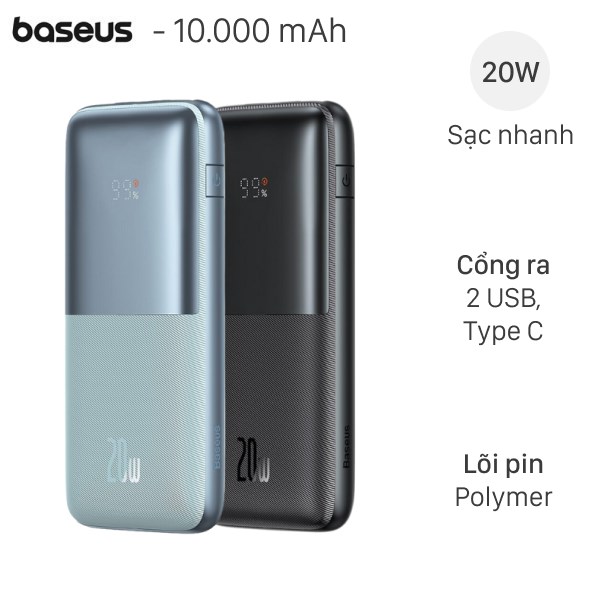 baseus - 10.000 mAh
20W
Sạc nhanh
99%
99%
Cổng ra
2 USB,
Type C
20W
20W
Baseus
Baseus
Lõi pin
Polymer